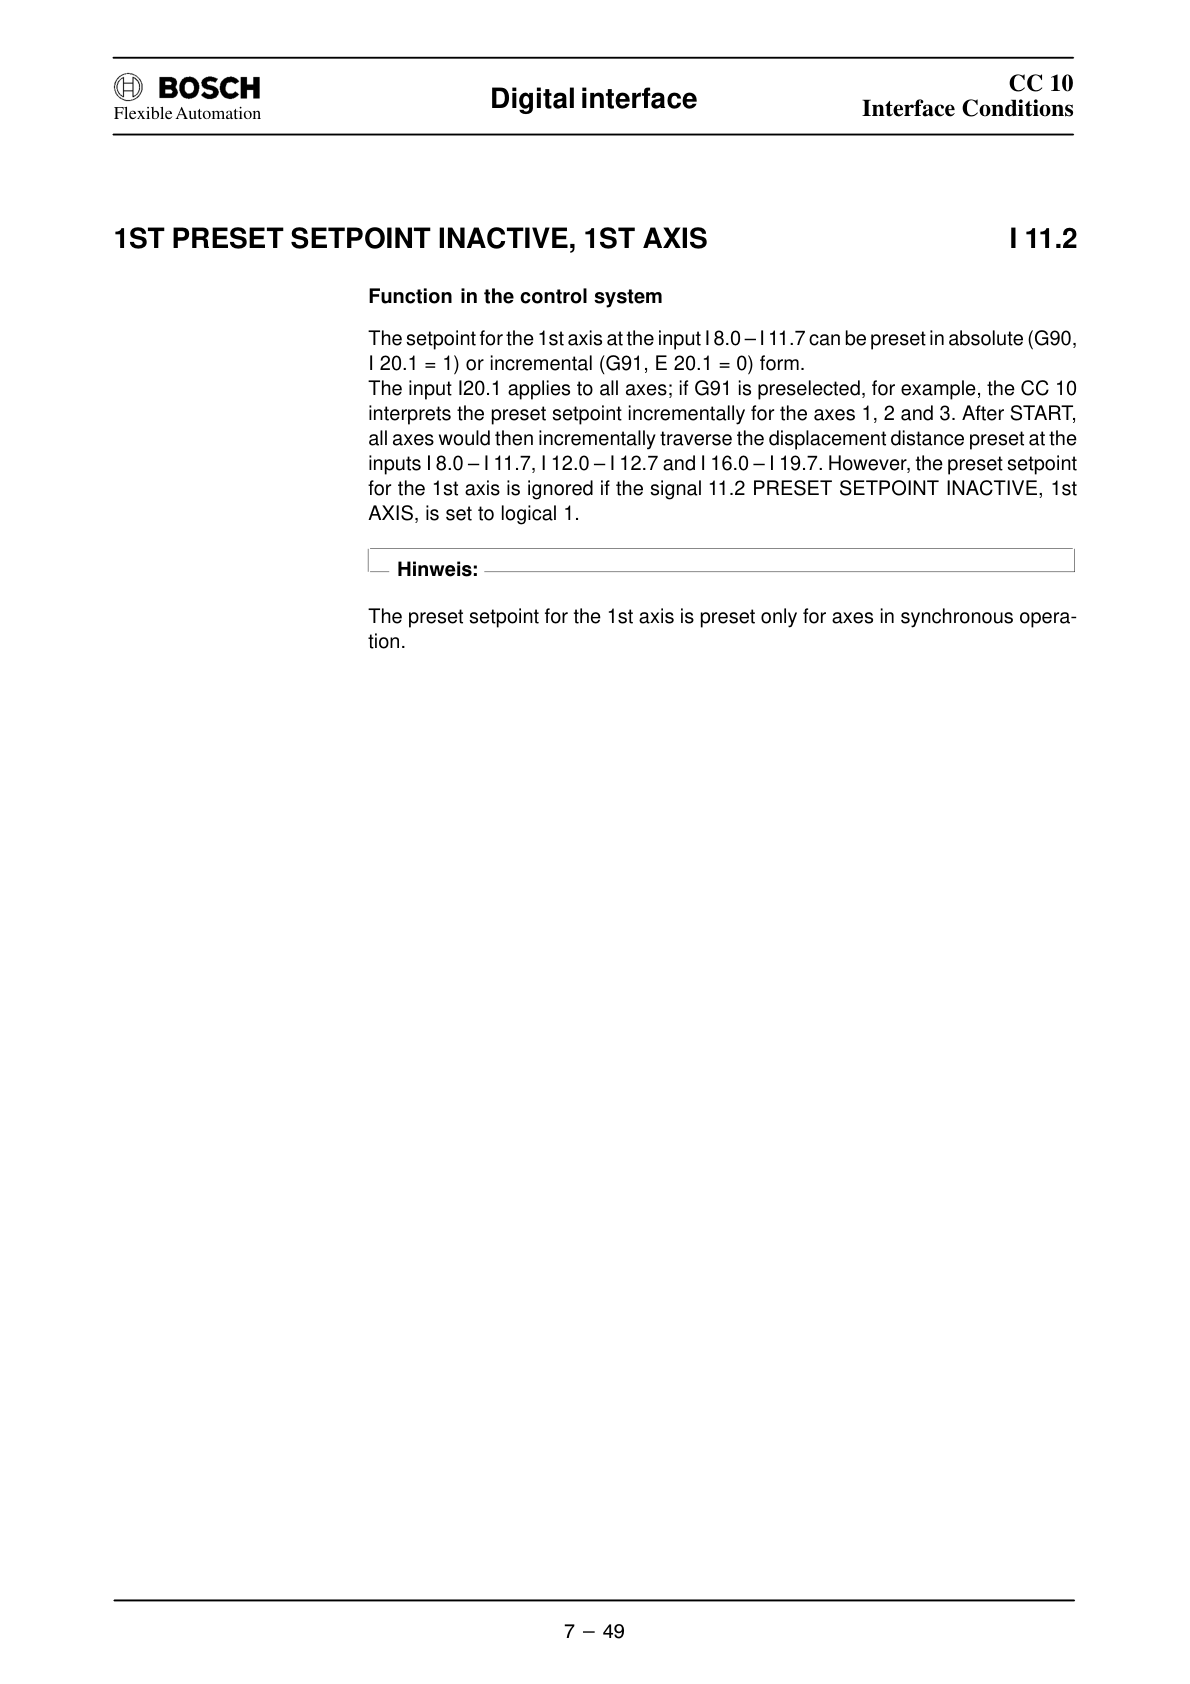 BOSCH
Flexible Automation
Digital interface
CC 10
Interface Conditions
1ST PRESET SETPOINT INACTIVE, 1ST AXIS I 11.2
Function in the control system
The setpoint for the 1st axis at the input I 8.0 – I 11.7 can be preset in absolute (G90,
I 20.1 = 1) or incremental (G91, E 20.1 = 0) form.
The input I20.1 applies to all axes; if G91 is preselected, for example, the CC 10
interprets the preset setpoint incrementally for the axes 1, 2 and 3. After START,
all axes would then incrementally traverse the displacement distance preset at the
inputs I 8.0 – I 11.7, I 12.0 – I 12.7 and I 16.0 – I 19.7. However, the preset setpoint
for the 1st axis is ignored if the signal 11.2 PRESET SETPOINT INACTIVE, 1st
AXIS, is set to logical 1.
Hinweis:
The preset setpoint for the 1st axis is preset only for axes in synchronous opera-
tion.
7 – 49